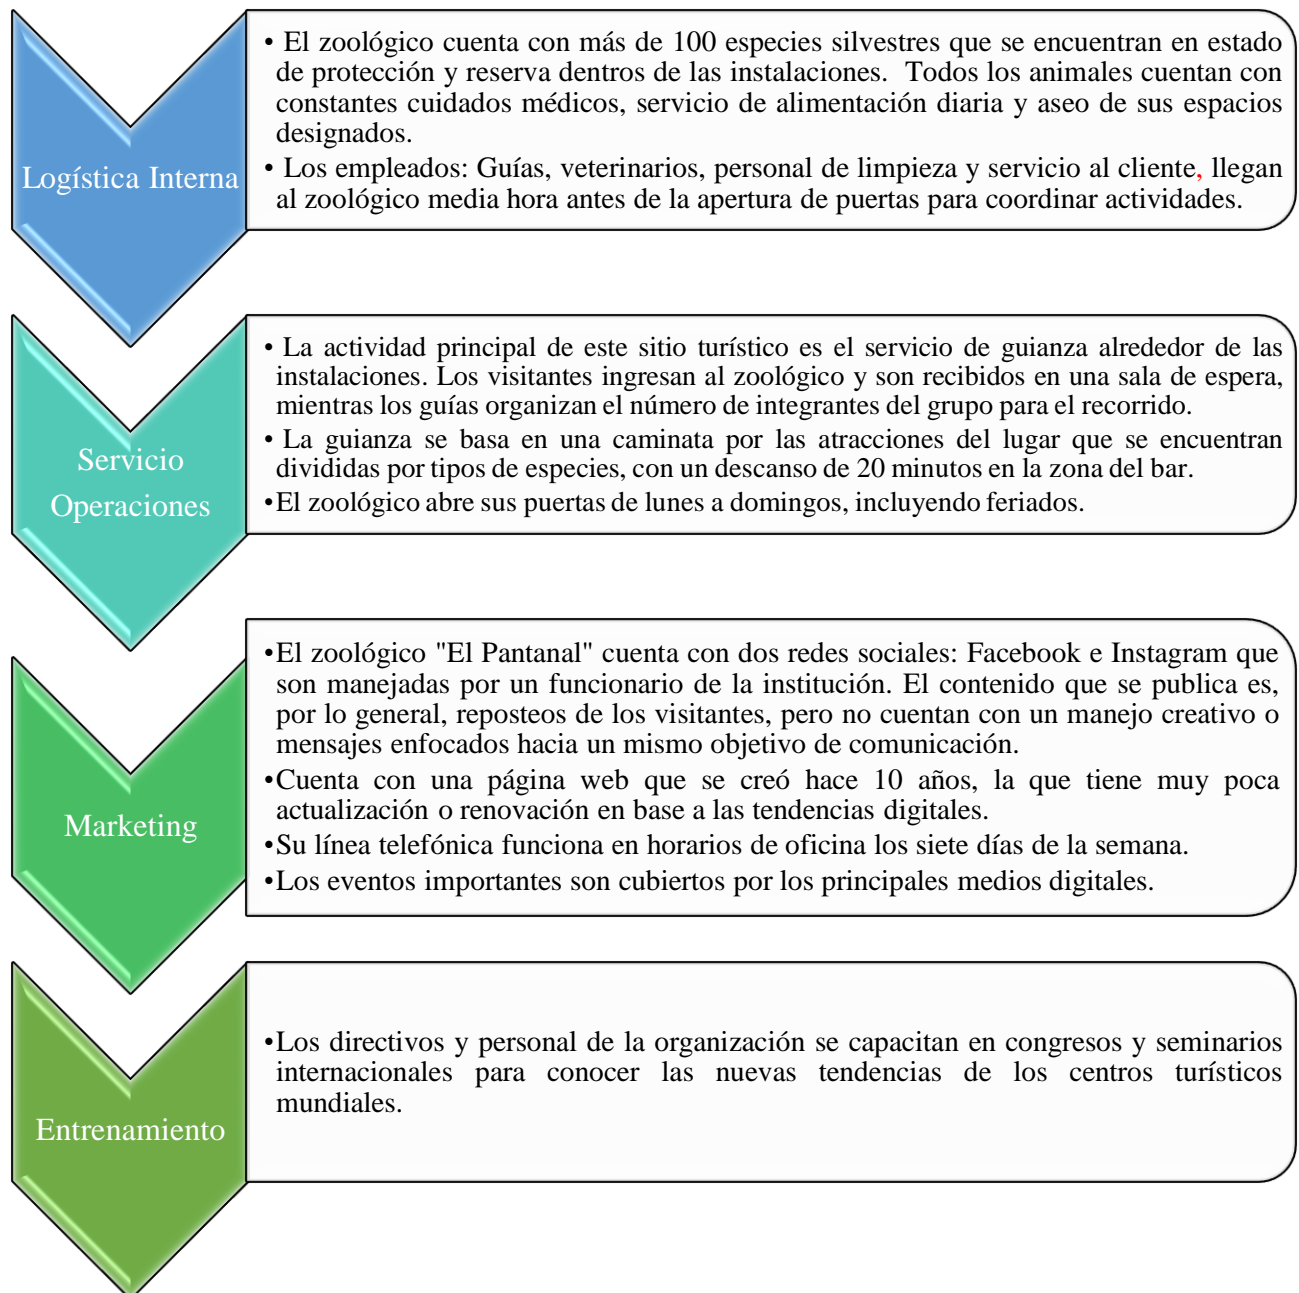 Logística Interna
• El zoológico cuenta con más de 100 especies silvestres que se encuentran en estado
de protección y reserva dentros de las instalaciones. Todos los animales cuentan con
constantes cuidados médicos, servicio de alimentación diaria y aseo de sus espacios
designados.
• Los empleados: Guías, veterinarios, personal de limpieza y servicio al cliente, llegan
al zoológico media hora antes de la apertura de puertas para coordinar actividades.
Servicio
Operaciones
• La actividad principal de este sitio turístico es el servicio de guianza alrededor de las
instalaciones. Los visitantes ingresan al zoológico y son recibidos en una sala de espera,
mientras los guías organizan el número de integrantes del grupo para el recorrido.
• La guianza se basa en una caminata por las atracciones del lugar que se encuentran
divididas por tipos de especies, con un descanso de 20 minutos en la zona del bar.
•El zoológico abre sus puertas de lunes a domingos, incluyendo feriados.
Marketing
•El zoológico "El Pantanal" cuenta con dos redes sociales: Facebook e Instagram que
son manejadas por un funcionario de la institución. El contenido que se publica es,
por lo general, reposteos de los visitantes, pero no cuentan con un manejo creativo o
mensajes enfocados hacia un mismo objetivo de comunicación.
•Cuenta con una página web que se creó hace 10 años, la que tiene muy poca
actualización o renovación en base a las tendencias digitales.
•Su línea telefónica funciona en horarios de oficina los siete días de la semana.
•Los eventos importantes son cubiertos por los principales medios digitales.
Entrenamiento
•Los directivos y personal de la organización se capacitan en congresos y seminarios
internacionales para conocer las nuevas tendencias de los centros turísticos
mundiales.